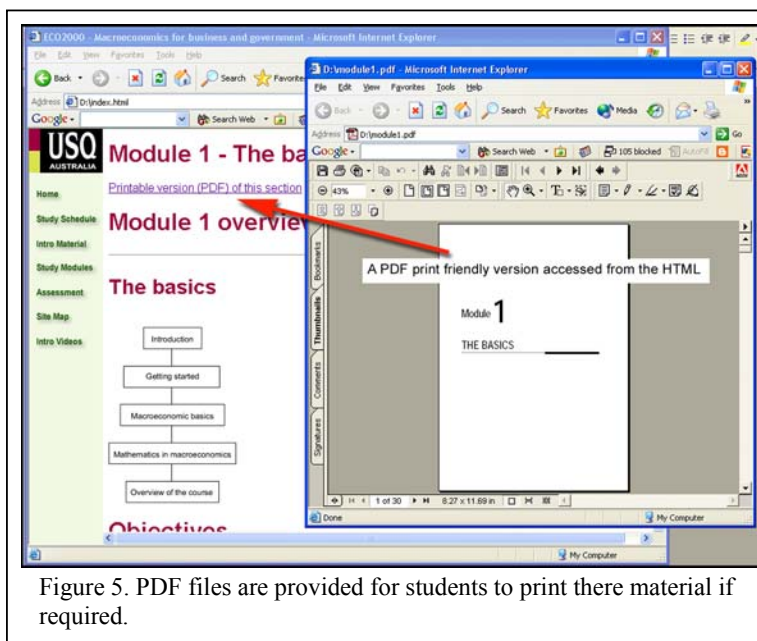 ECO2000 - Macroeconomics for business and government - Microsoft Internet Explorer
File Edit View Favorites Tools Help
Back Search Favorites
Address D:\index.html
Google Search Web
USQ
AUSTRALIA
Home
Study Schedule
Intro Material
Study Modules
Assessment
Site Map
Intro Videos
Module 1 - The ba
Printable version (PDF) of this section
Module 1 overvie
The basics
Introduction
Getting started
Macroeconomic basics
Mathematics in macroeconomics
Overview of the course
Objectives
My Computer
D:\module1.pdf - Microsoft Internet Explorer
File Edit View Favorites Tools Help
Back Search Favorites Media
Address D:\module1.pdf Go
Google Search Web 105 blocked AutoFill
43%
Bookmarks
Thumbnails
Comments
Signatures
A PDF print friendly version accessed from the HTML
Module 1
THE BASICS
1 of 30 8.27 x 11.69 in
Done My Computer
Figure 5. PDF files are provided for students to print there material if
required.